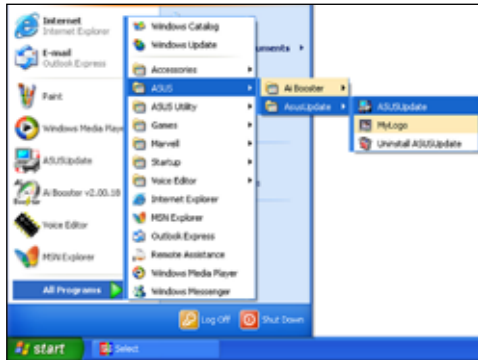 Internet
Internet Explorer
E-mail
Outlook Express
Paint
Windows Media Play
ASUSUpdate
Ai Booster v2.00.18
Voice Editor
MSN Explorer
All Programs
Windows Catalog
Windows Update
Accessories
ASUS
ASUS Utility
Games
Marvell
Startup
Voice Editor
Internet Explorer
MSN Explorer
Outlook Express
Remote Assistance
Windows Media Player
Windows Messenger
uments
Ai Booster
AsusUpdate
ASUSUpdate
MyLogo
Uninstall ASUSUpdate
Log Off
Shut Down
start
Select